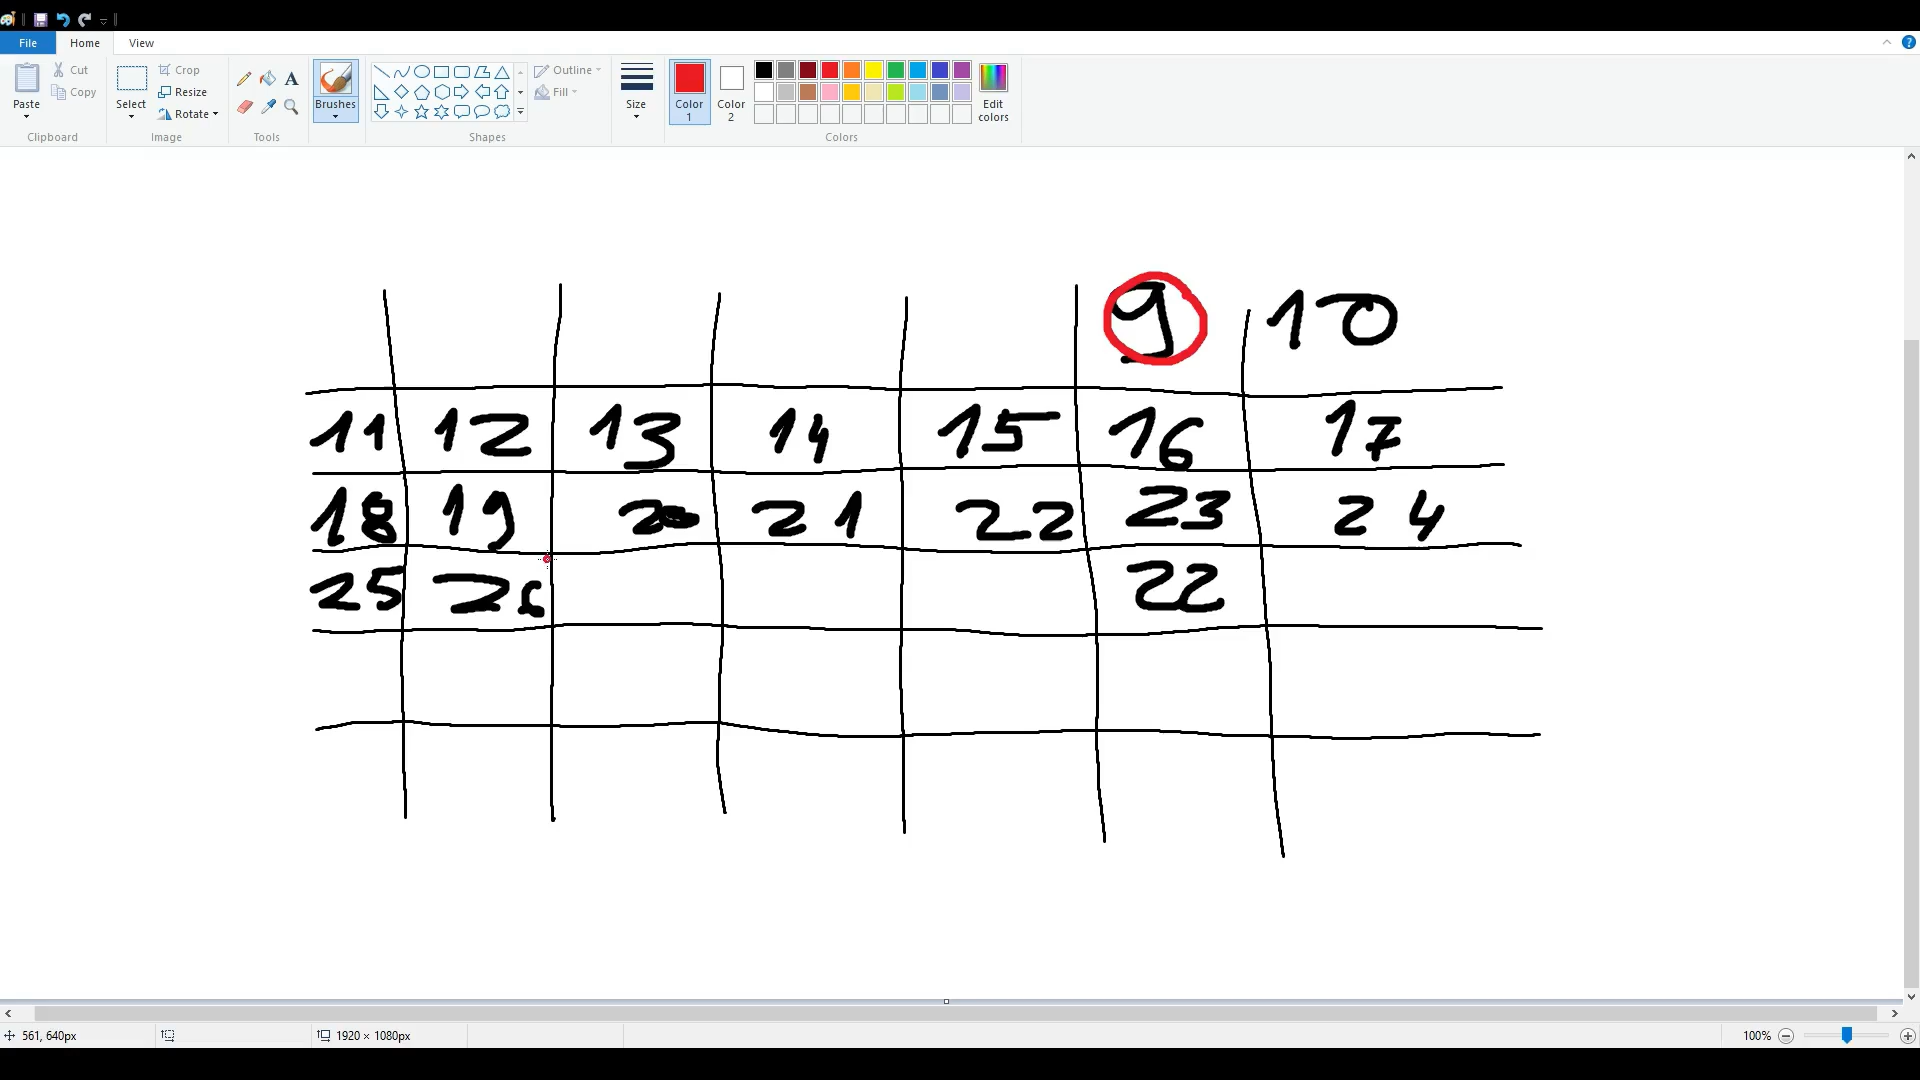 File Home View
Paste Cut Copy Select Crop Resize Rotate A Brushes Outline Fill Size Color 1 Color 2 Edit colors
Clipboard Image Tools Shapes Colors
9 10
11 12 13 14 15 16 17
18 19 20 21 22 23 24
25 26 22
561, 640px 1920 × 1080px 100%